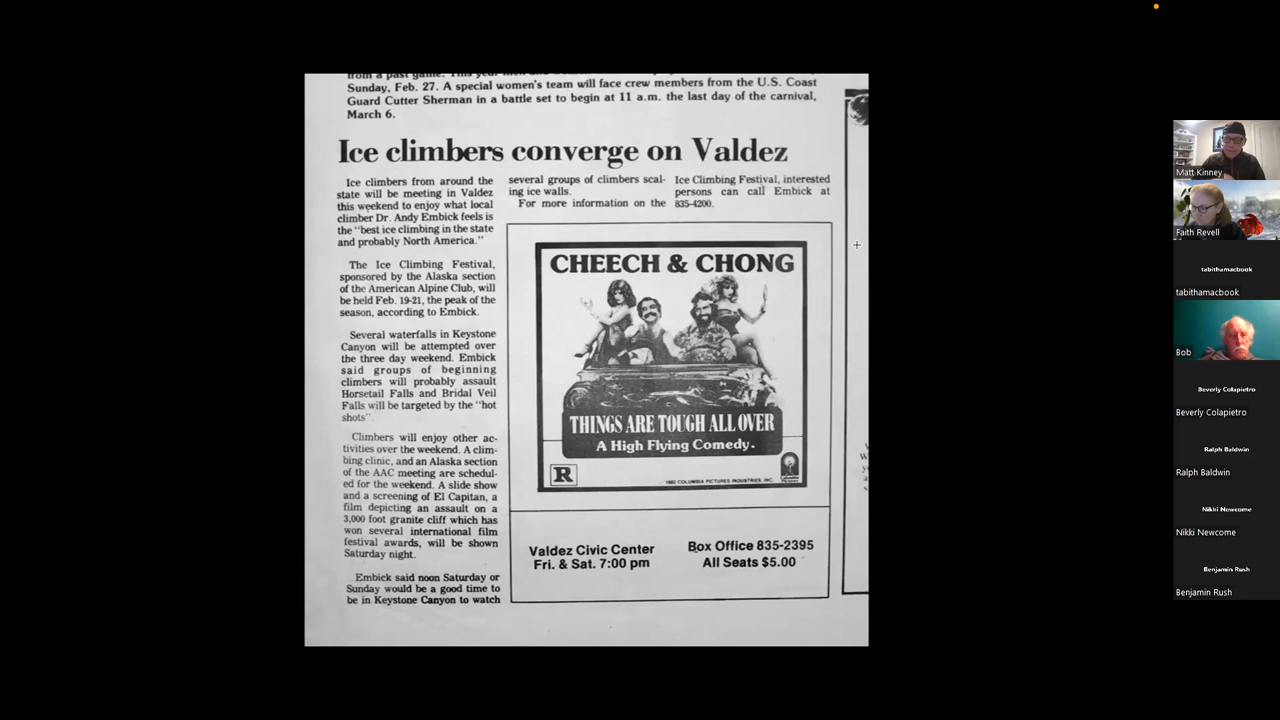 Sunday, Feb. 27. A special women's team will face crew members from the U.S. Coast
Guard Cutter Sherman in a battle set to begin at 11 a.m. the last day of the carnival,
March 6.
Ice climbers converge on Valdez
Ice climbers from around the
state will be meeting in Valdez
this weekend to enjoy what local
climber Dr. Andy Embick feels is
the "best ice climbing in the state
and probably North America."
The Ice Climbing Festival,
sponsored by the Alaska section
of the American Alpine Club, will
be held Feb. 19-21, the peak of the
season, according to Embick.
Several waterfalls in Keystone
Canyon will be attempted over
the three day weekend. Embick
said groups of beginning
climbers will probably assault
Horsetail Falls and Bridal Veil
Falls will be targeted by the "hot
shots".
Climbers will enjoy other ac-
tivities over the weekend. A clim-
bing clinic, and an Alaska section
of the AAC meeting are schedul-
ed for the weekend. A slide show
and a screening of El Capitan, a
film depicting an assault on a
3,000 foot granite cliff which has
won several international film
festival awards, will be shown
Saturday night.
Embick said noon Saturday or
Sunday would be a good time to
be in Keystone Canyon to watch
several groups of climbers scal-
ing ice walls.
For more information on the
Ice Climbing Festival, interested
persons can call Embick at
835-4200.
CHEECH & CHONG
THINGS ARE TOUGH ALL OVER
A High Flying Comedy.
R
1982 COLUMBIA PICTURES INDUSTRIES, INC.
Valdez Civic Center
Fri. & Sat. 7:00 pm
Box Office 835-2395
All Seats $5.00
Matt Kinney
Faith Revell
tabithamacbook
tabithamacbook
Bob
Beverly Colapietro
Beverly Colapietro
Ralph Baldwin
Ralph Baldwin
Nikki Newcome
Nikki Newcome
Benjamin Rush
Benjamin Rush